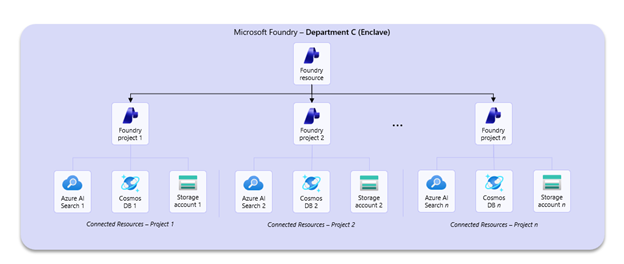 Microsoft Foundry – Department C (Enclave)
Foundry
resource
Foundry
project 1
Foundry
project 2
...
Foundry
project n
Azure AI
Search 1
Cosmos
DB 1
Storage
account 1
Azure AI
Search 2
Cosmos
DB 2
Storage
account 2
Azure AI
Search n
Cosmos
DB n
Storage
account n
Connected Resources – Project 1
Connected Resources – Project 2
Connected Resources – Project n